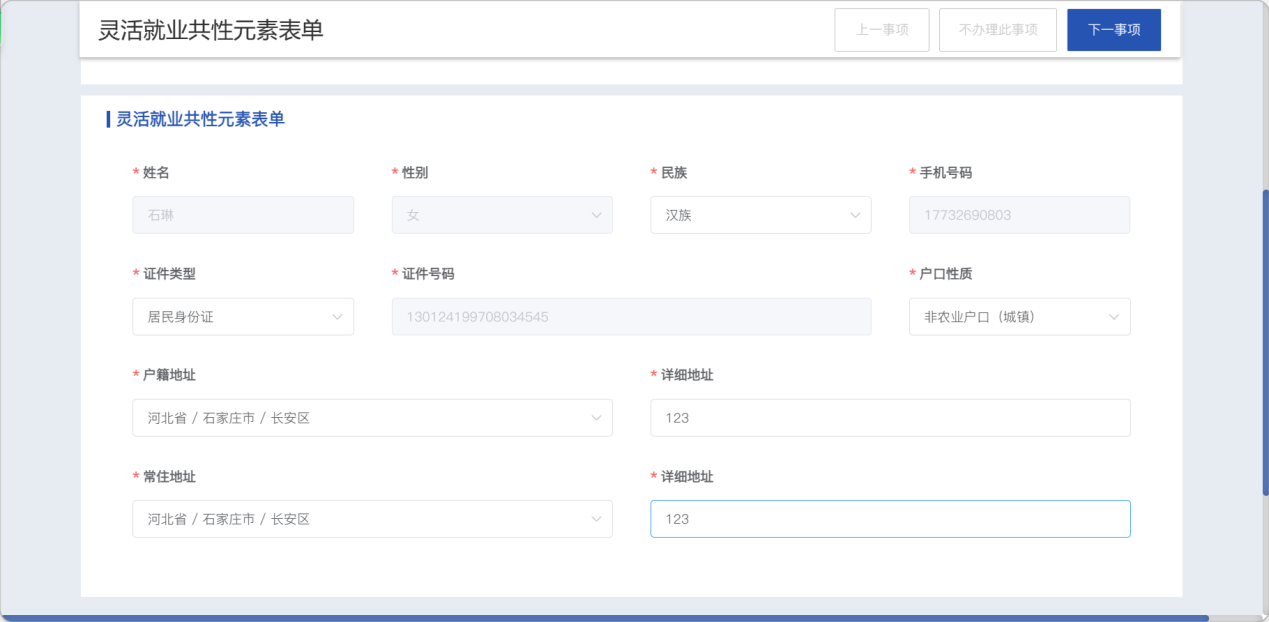 灵活就业共性元素表单
上一事项 不办理此事项 下一事项
灵活就业共性元素表单
* 姓名 * 性别 * 民族 * 手机号码
石琳 女 汉族 17732690803
* 证件类型 * 证件号码 * 户口性质
居民身份证 130124199708034545 非农业户口（城镇）
* 户籍地址 * 详细地址
河北省 / 石家庄市 / 长安区 123
* 常住地址 * 详细地址
河北省 / 石家庄市 / 长安区 123